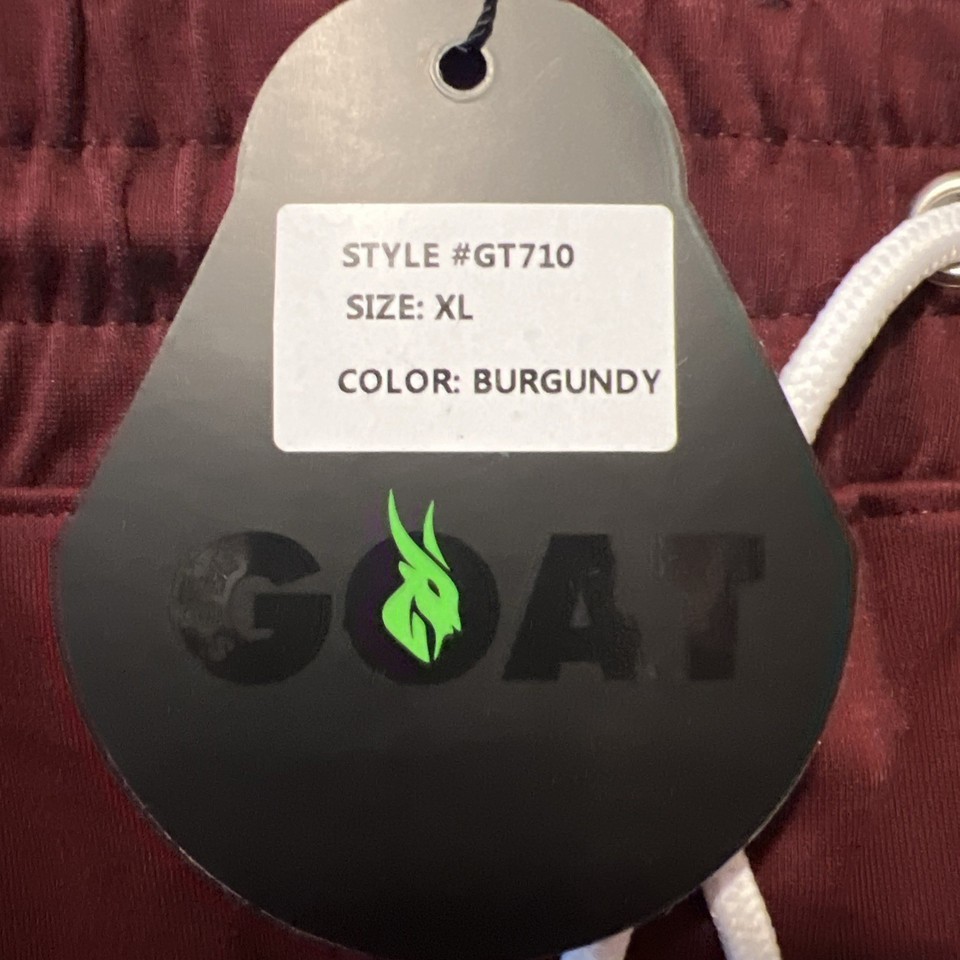 STYLE #GT710
SIZE: XL
COLOR: BURGUNDY
GOAT